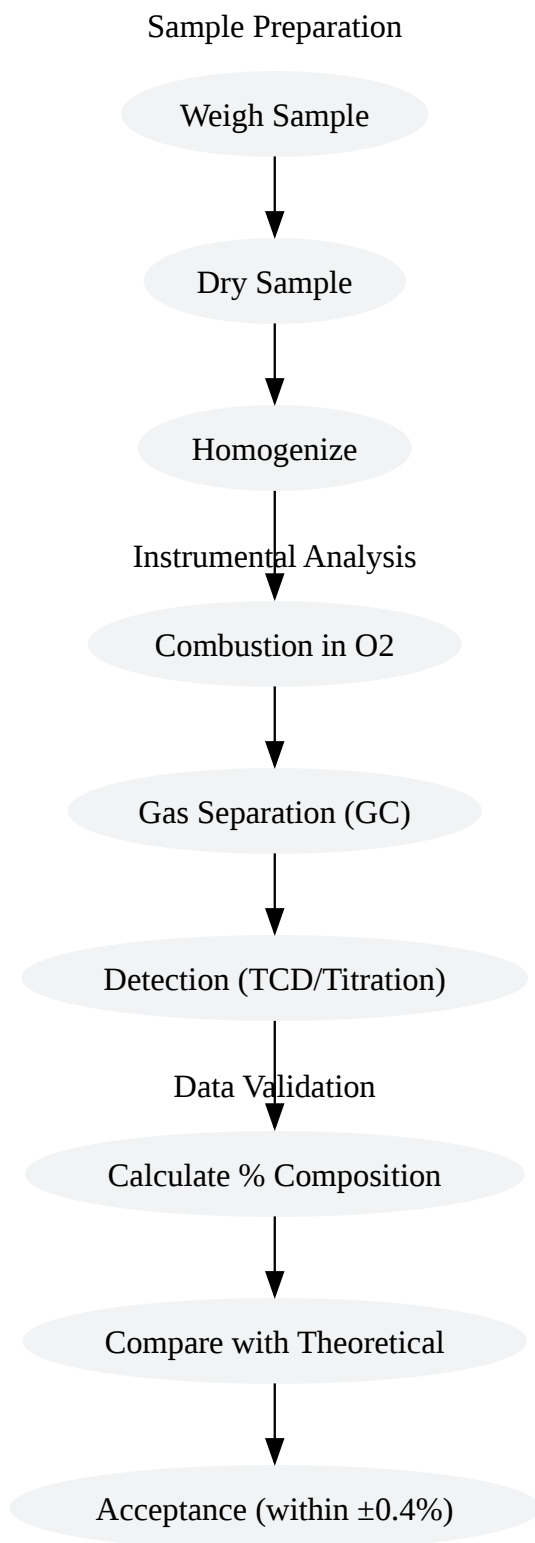 Sample Preparation
Weigh Sample
Dry Sample
Homogenize
Instrumental Analysis
Combustion in O2
Gas Separation (GC)
Detection (TCD/Titration)
Data Validation
Calculate % Composition
Compare with Theoretical
Acceptance (within ±0.4%)